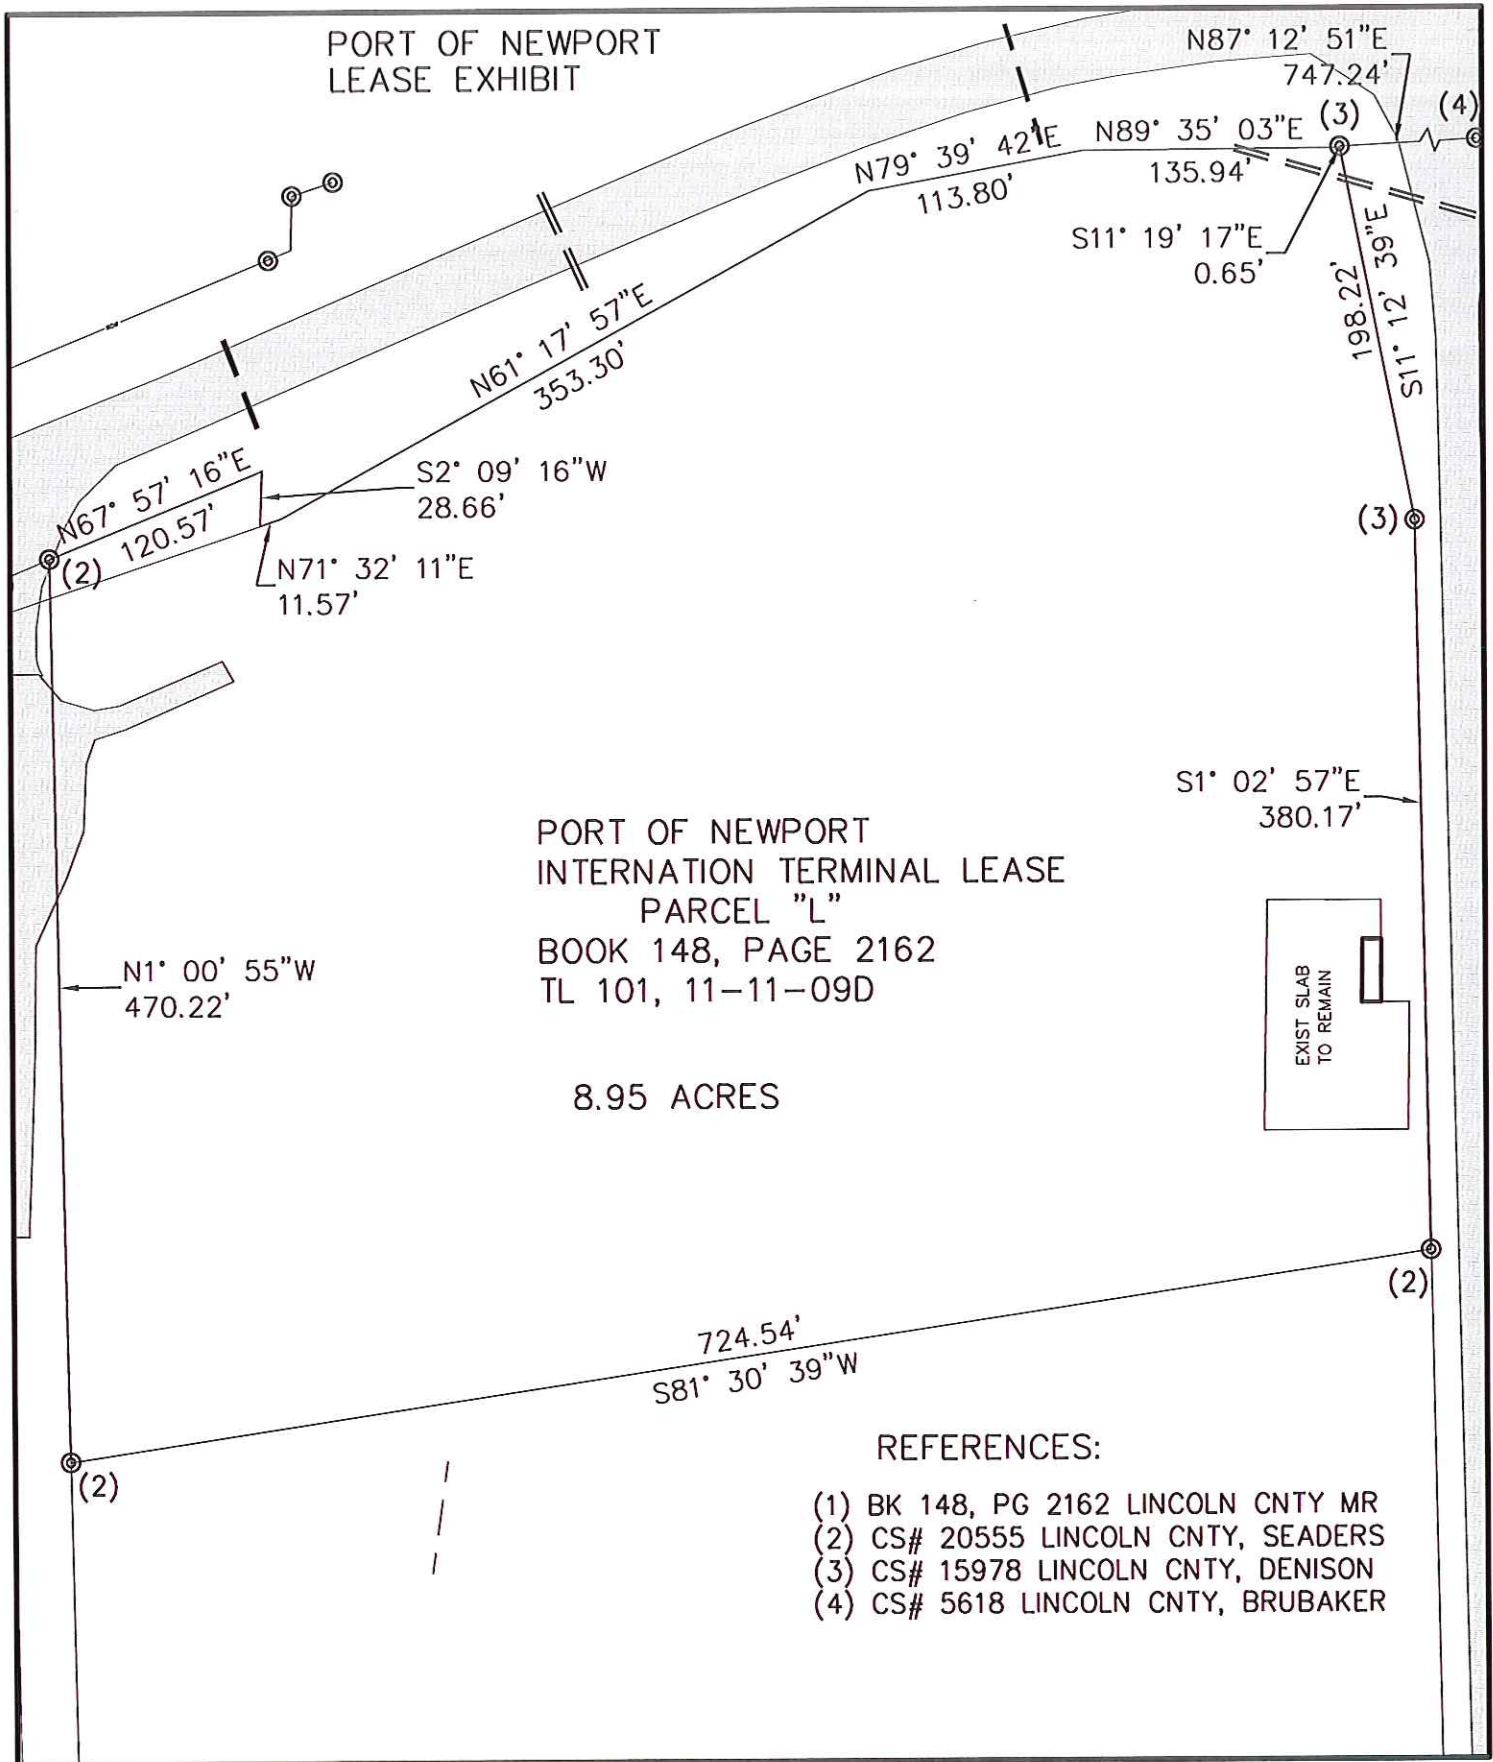 PORT OF NEWPORT
LEASE EXHIBIT
N87° 12' 51"E
747.24'
(4)
(3)
N89° 35' 03"E
135.94'
N79° 39' 42"E
113.80'
S11° 19' 17"E
0.65'
S11° 12' 39"E
198.22'
N61° 17' 57"E
353.30'
S2° 09' 16"W
28.66'
N67° 57' 16"E
120.57'
(2)
N71° 32' 11"E
11.57'
(3)
S1° 02' 57"E
380.17'
PORT OF NEWPORT
INTERNATION TERMINAL LEASE
PARCEL "L"
BOOK 148, PAGE 2162
TL 101, 11-11-09D
8.95 ACRES
N1° 00' 55"W
470.22'
EXIST SLAB
TO REMAIN
(2)
724.54'
S81° 30' 39"W
(2)
REFERENCES:
(1) BK 148, PG 2162 LINCOLN CNTY MR
(2) CS# 20555 LINCOLN CNTY, SEADERS
(3) CS# 15978 LINCOLN CNTY, DENISON
(4) CS# 5618 LINCOLN CNTY, BRUBAKER